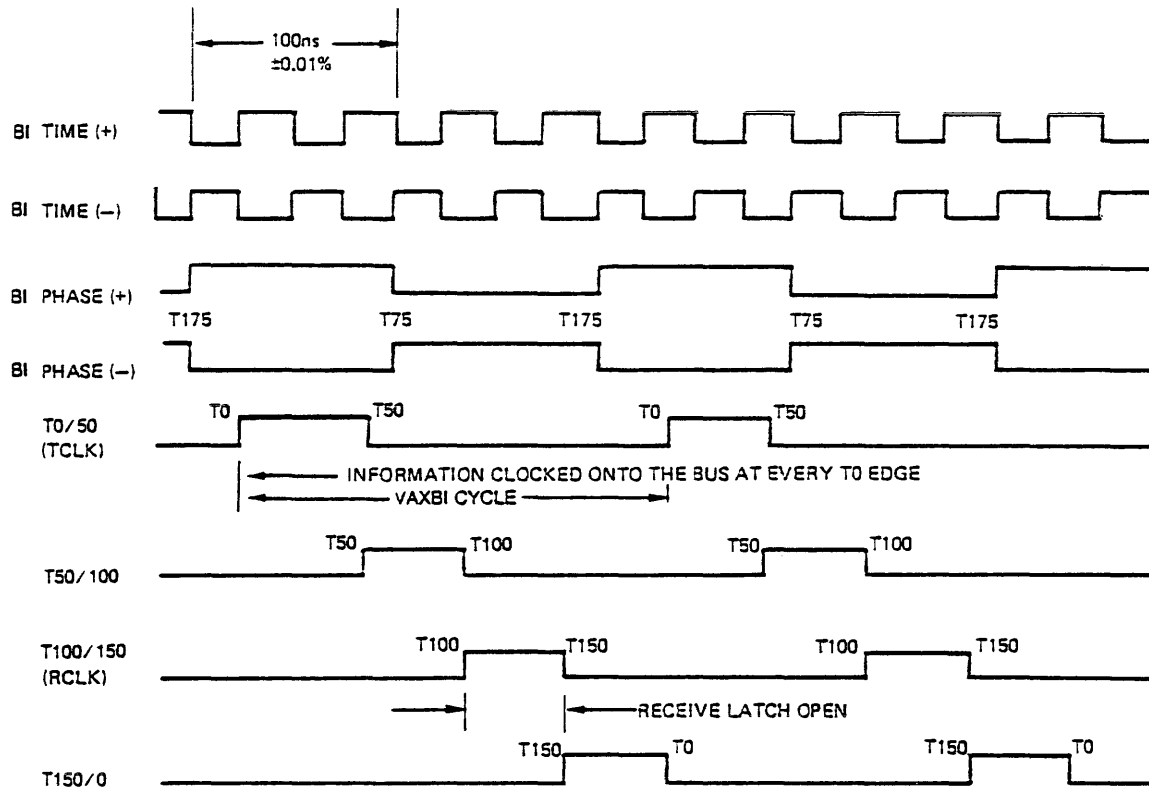 100ns
±0.01%
BI TIME (+)
BI TIME (—)
BI PHASE (+)
T175 T75 T175 T75 T175
BI PHASE (—)
T0 T50 T0 T50
T0/50
(TCLK)
INFORMATION CLOCKED ONTO THE BUS AT EVERY T0 EDGE
VAXBI CYCLE
T50 T100 T50 T100
T50/100
T100 T150 T100 T150
T100/150
(RCLK)
RECEIVE LATCH OPEN
T150 T0 T150 T0
T150/0